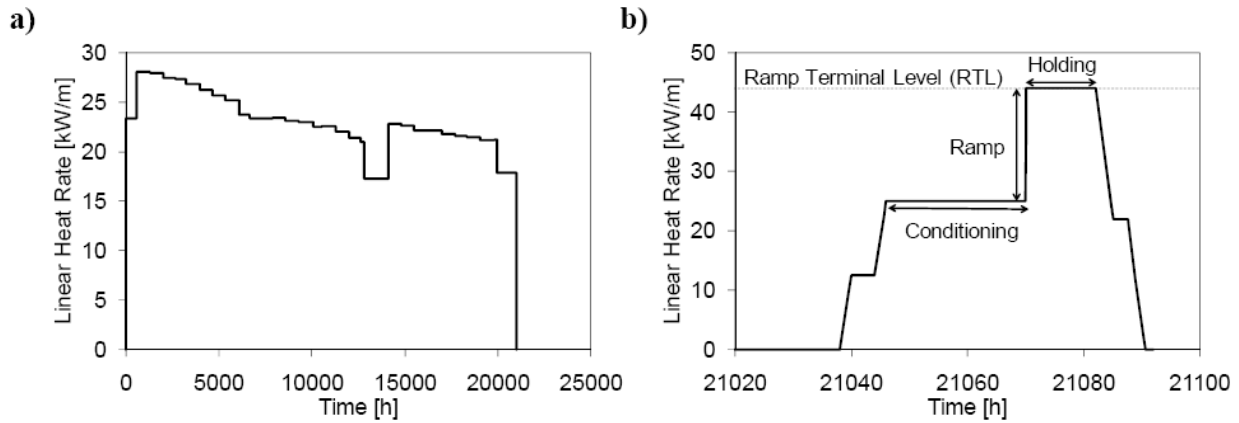 a)
Linear Heat Rate [kW/m]
30
25
20
15
10
5
0
0 5000 10000 15000 20000 25000
Time [h]
b)
Linear Heat Rate [kW/m]
50
40
30
20
10
0
Ramp Terminal Level (RTL)
Holding
Ramp
Conditioning
21020 21040 21060 21080 21100
Time [h]